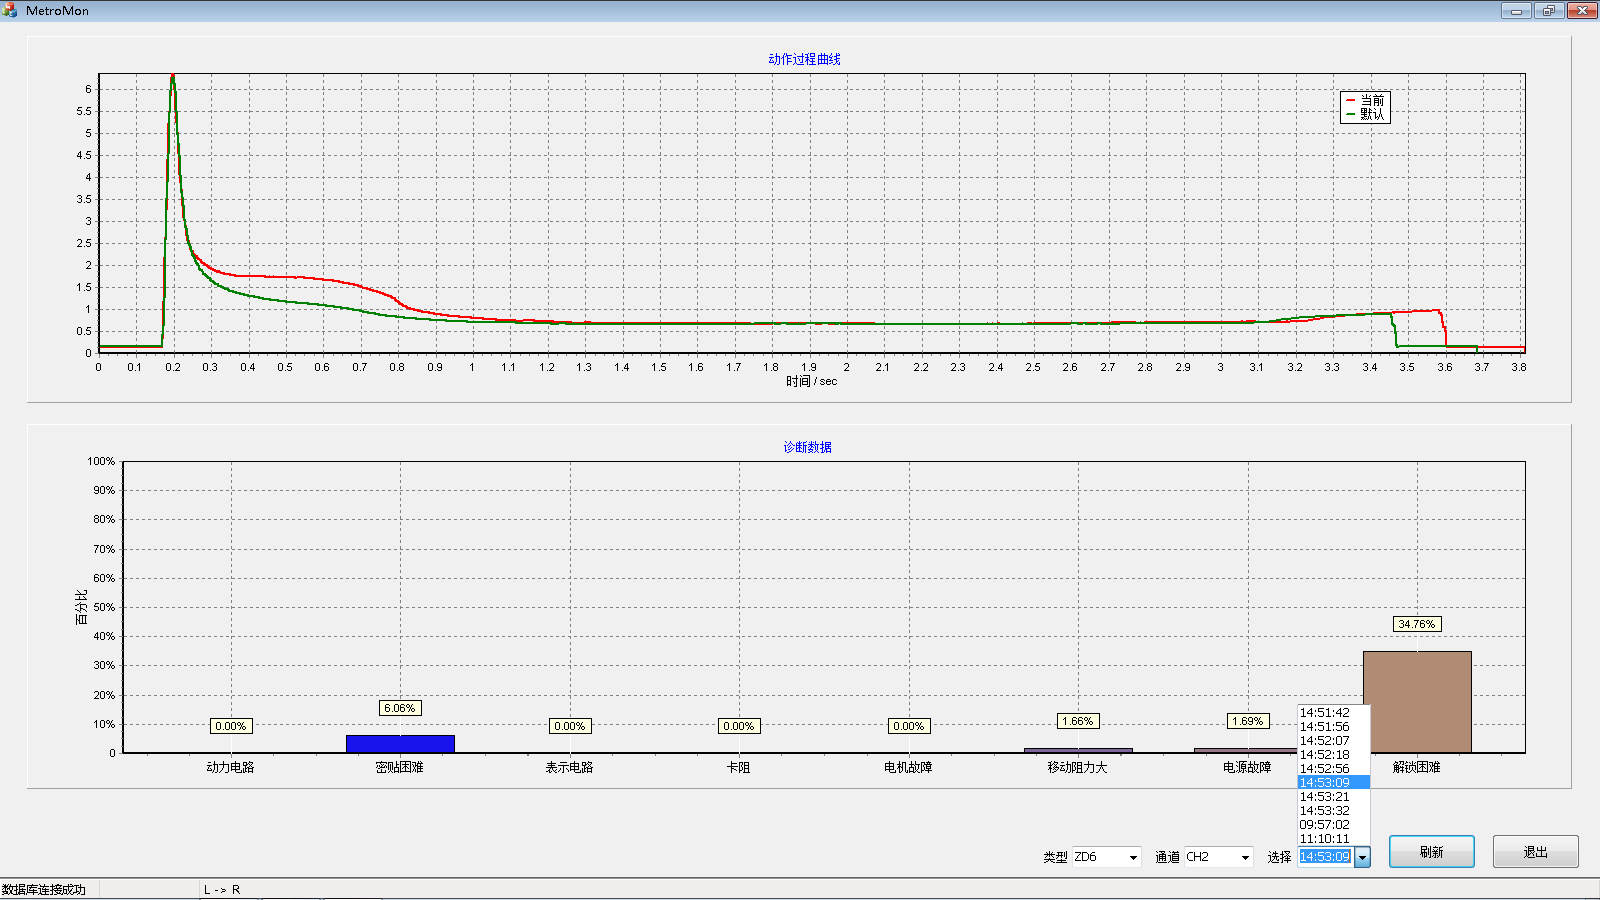 MetroMon
动作过程曲线
当前
默认
6
5.5
5
4.5
4
3.5
3
2.5
2
1.5
1
0.5
0
0 0.1 0.2 0.3 0.4 0.5 0.6 0.7 0.8 0.9 1 1.1 1.2 1.3 1.4 1.5 1.6 1.7 1.8 1.9 2 2.1 2.2 2.3 2.4 2.5 2.6 2.7 2.8 2.9 3 3.1 3.2 3.3 3.4 3.5 3.6 3.7 3.8
时间 / sec
诊断数据
100%
90%
80%
70%
60%
50%
40%
30%
20%
10%
0
百分比
0.00% 6.06% 0.00% 0.00% 0.00% 1.66% 1.69% 34.76%
动力电路 密贴困难 表示电路 卡阻 电机故障 移动阻力大 电源故障 解锁困难
14:51:42
14:51:56
14:52:07
14:52:18
14:52:56
14:53:09
14:53:21
14:53:32
09:57:02
11:10:11
类型 ZD6 通道 CH2 选择 14:53:09 刷新 退出
数据库连接成功 L -> R